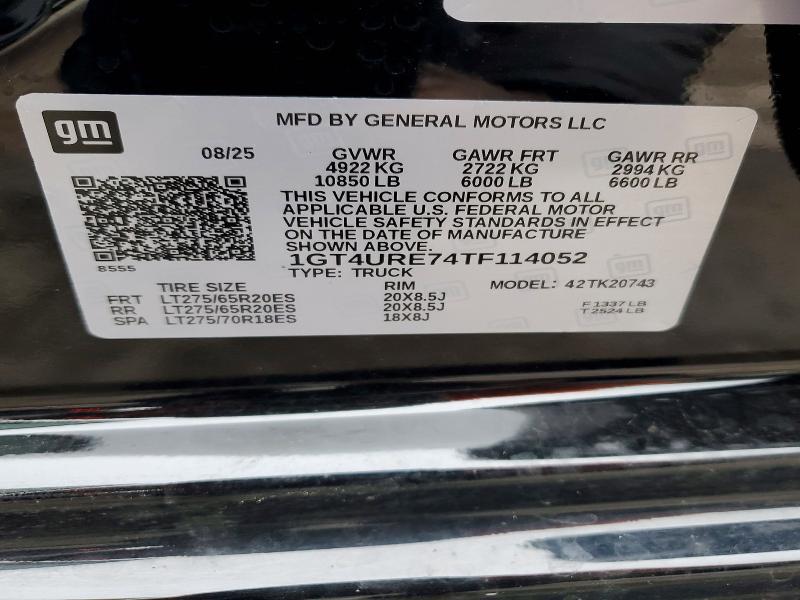 gm
MFD BY GENERAL MOTORS LLC
08/25 GVWR GAWR FRT GAWR RR
4922 KG 2722 KG 2994 KG
10850 LB 6000 LB 6600 LB
THIS VEHICLE CONFORMS TO ALL
APPLICABLE U.S. FEDERAL MOTOR
VEHICLE SAFETY STANDARDS IN EFFECT
ON THE DATE OF MANUFACTURE
SHOWN ABOVE.
8555
1GT4URE74TF114052
TYPE: TRUCK
TIRE SIZE RIM MODEL: 42TK20743
FRT LT275/65R20ES 20X8.5J F 1337 LB
RR LT275/65R20ES 20X8.5J T 2524 LB
SPA LT275/70R18ES 18X8J